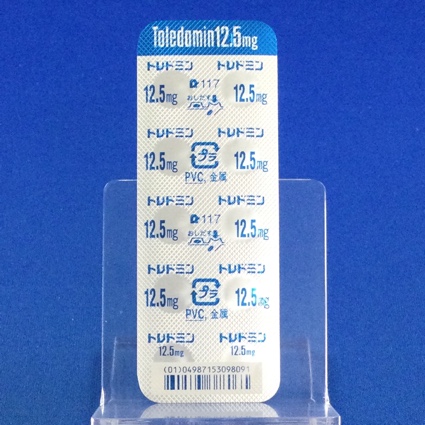 Toledomin12.5mg
トレドミン トレドミン
117
12.5mg 12.5mg
おしだす
トレドミン トレドミン
12.5mg プラ 12.5mg
PVC, 金属
トレドミン トレドミン
117
12.5mg 12.5mg
おしだす
トレドミン トレドミン
12.5mg プラ 12.5mg
PVC, 金属
トレドミン トレドミン
12.5mg 12.5mg
(01)04987153098091